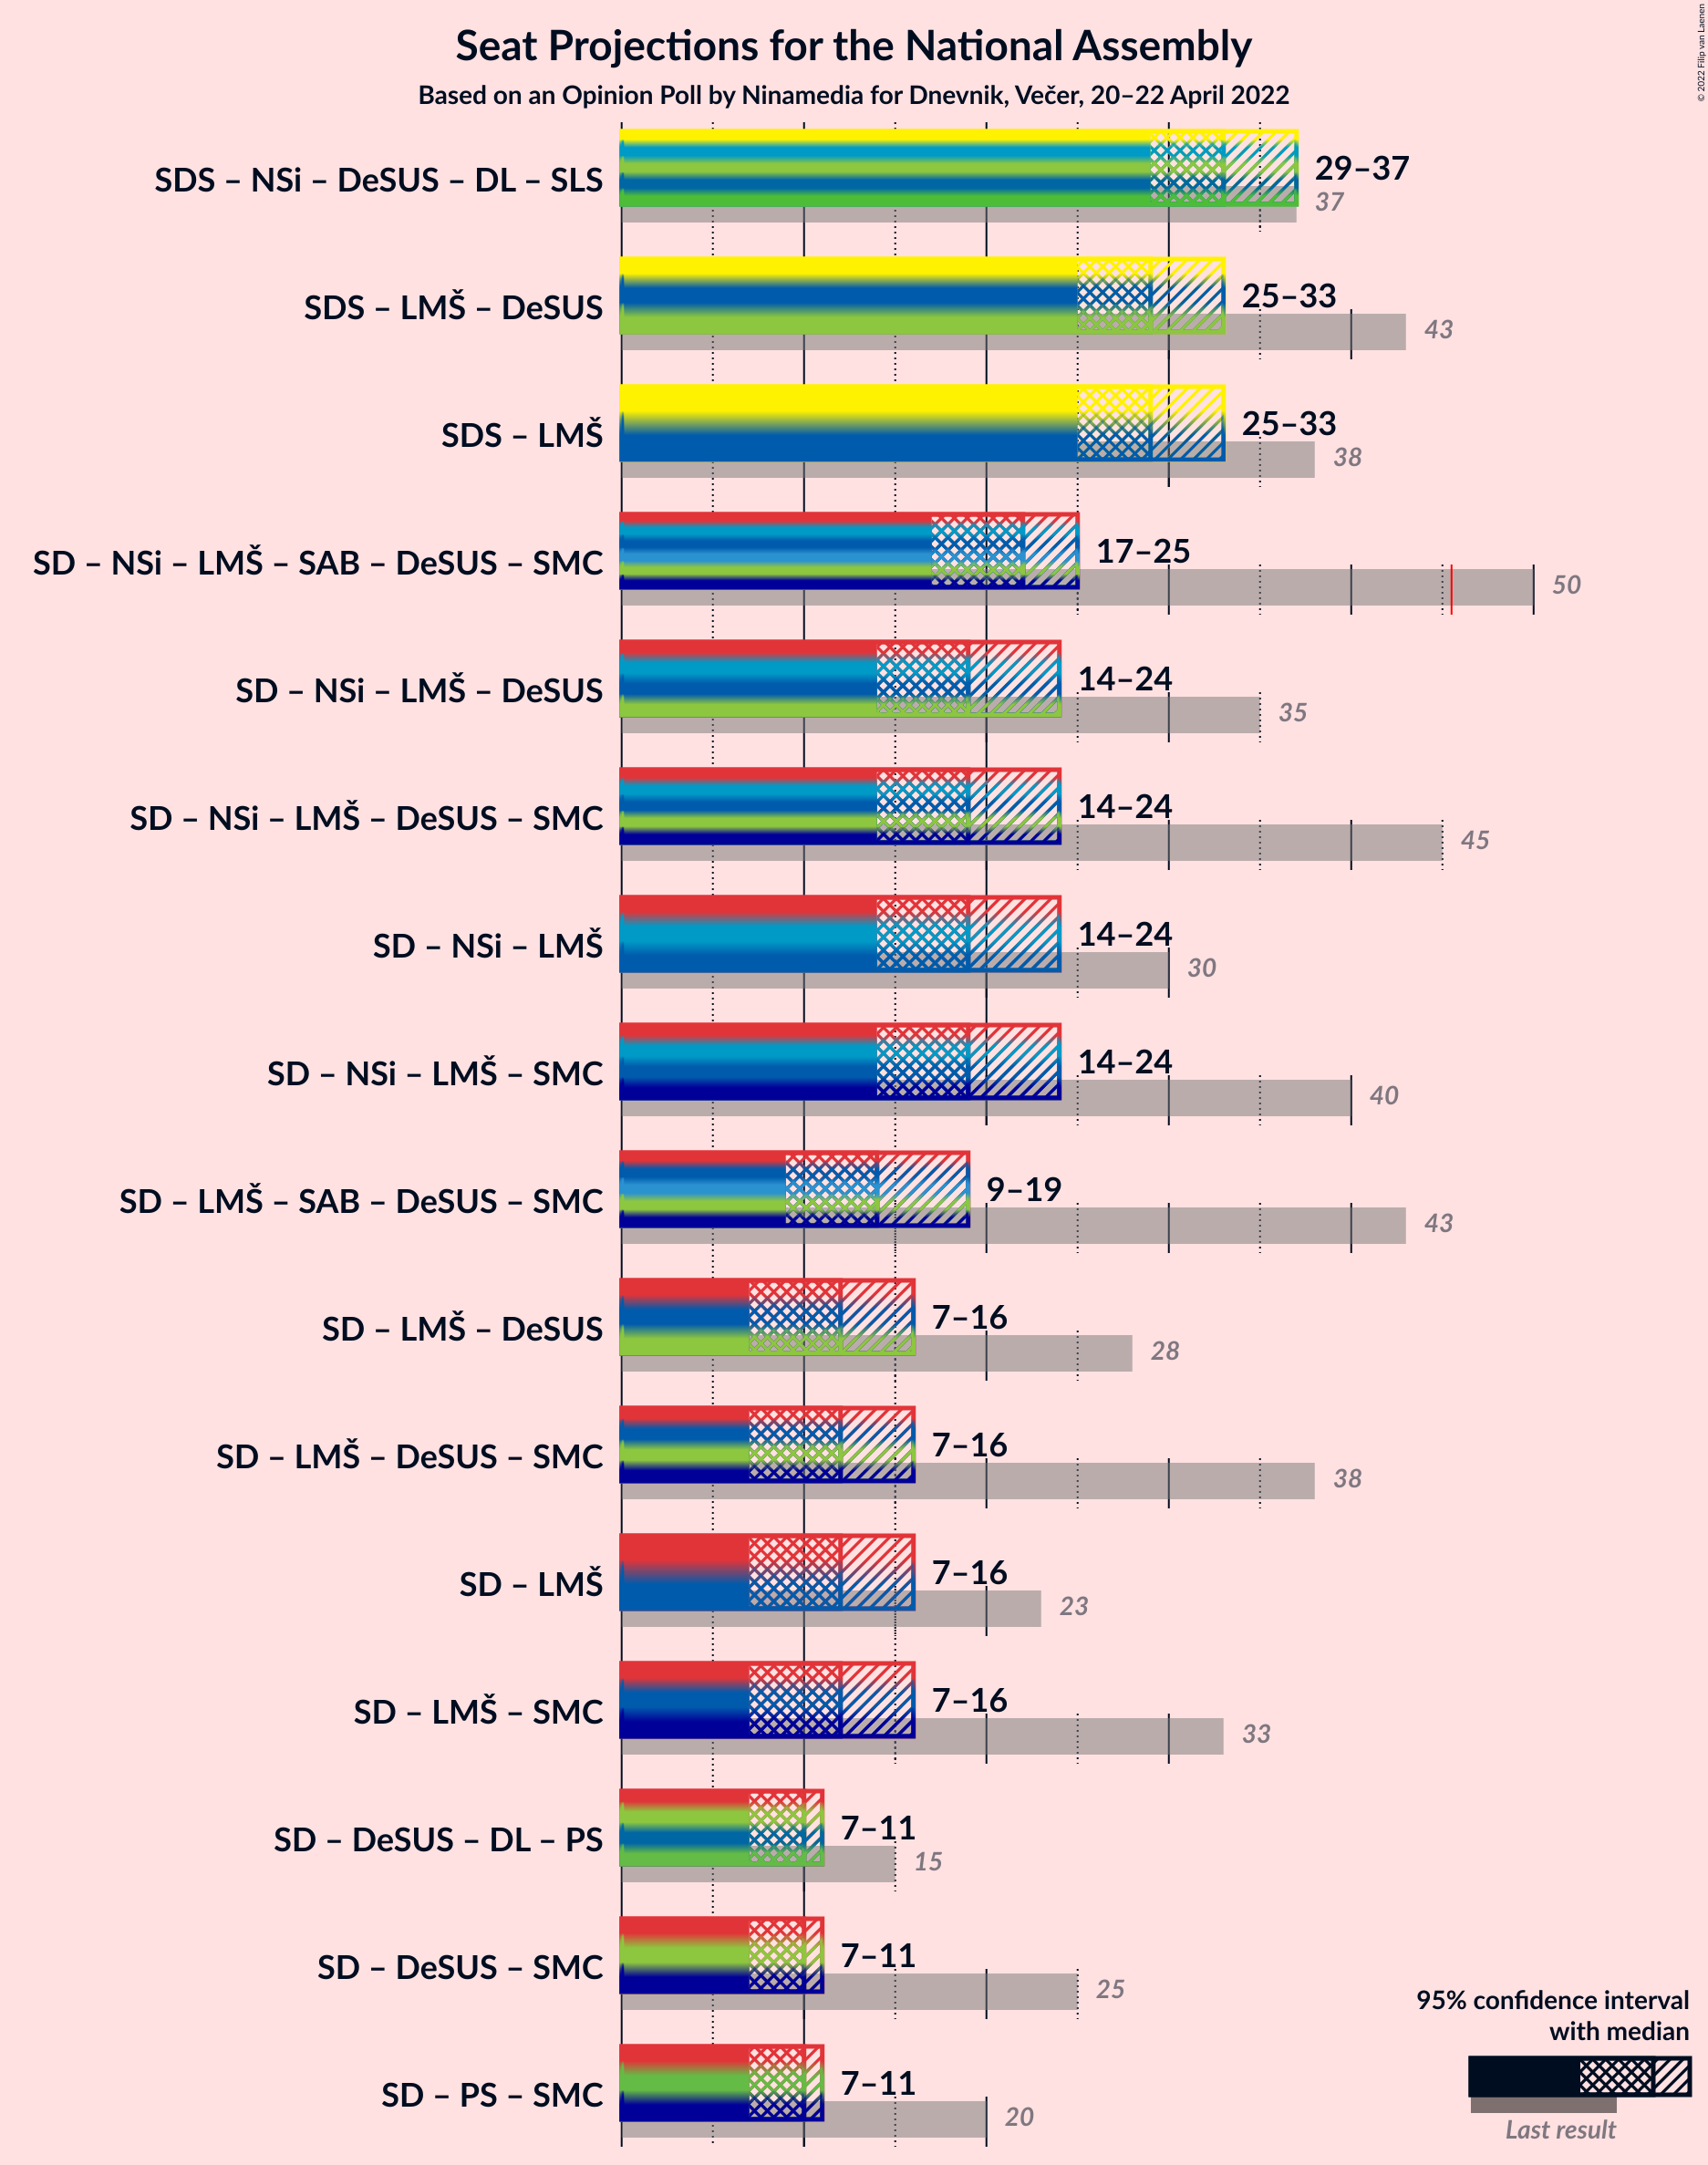 Seat Projections for the National Assembly
Based on an Opinion Poll by Ninamedia for Dnevnik, Večer, 20–22 April 2022
© 2022 Filip van Laenen
SDS – NSi – DeSUS – DL – SLS
29–37
37
SDS – LMŠ – DeSUS
25–33
43
SDS – LMŠ
25–33
38
SD – NSi – LMŠ – SAB – DeSUS – SMC
17–25
50
SD – NSi – LMŠ – DeSUS
14–24
35
SD – NSi – LMŠ – DeSUS – SMC
14–24
45
SD – NSi – LMŠ
14–24
30
SD – NSi – LMŠ – SMC
14–24
40
SD – LMŠ – SAB – DeSUS – SMC
9–19
43
SD – LMŠ – DeSUS
7–16
28
SD – LMŠ – DeSUS – SMC
7–16
38
SD – LMŠ
7–16
23
SD – LMŠ – SMC
7–16
33
SD – DeSUS – DL – PS
7–11
15
SD – DeSUS – SMC
7–11
25
SD – PS – SMC
7–11
20
95% confidence interval
with median
Last result